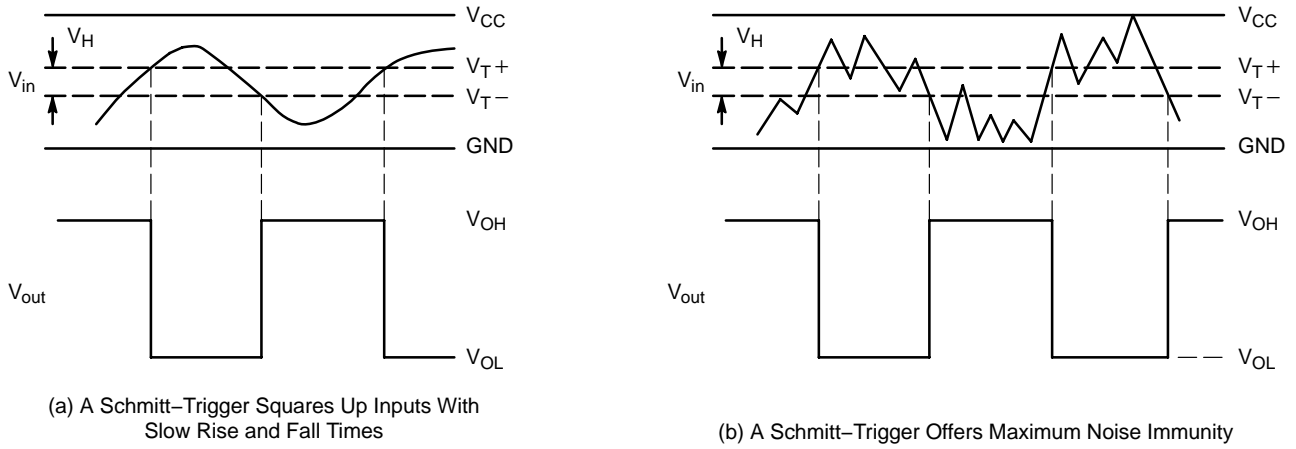 V_CC
V_H
V_T+
V_in
V_T−
GND
V_OH
V_out
V_OL
(a) A Schmitt−Trigger Squares Up Inputs With
Slow Rise and Fall Times
V_CC
V_H
V_T+
V_in
V_T−
GND
V_OH
V_out
V_OL
(b) A Schmitt−Trigger Offers Maximum Noise Immunity